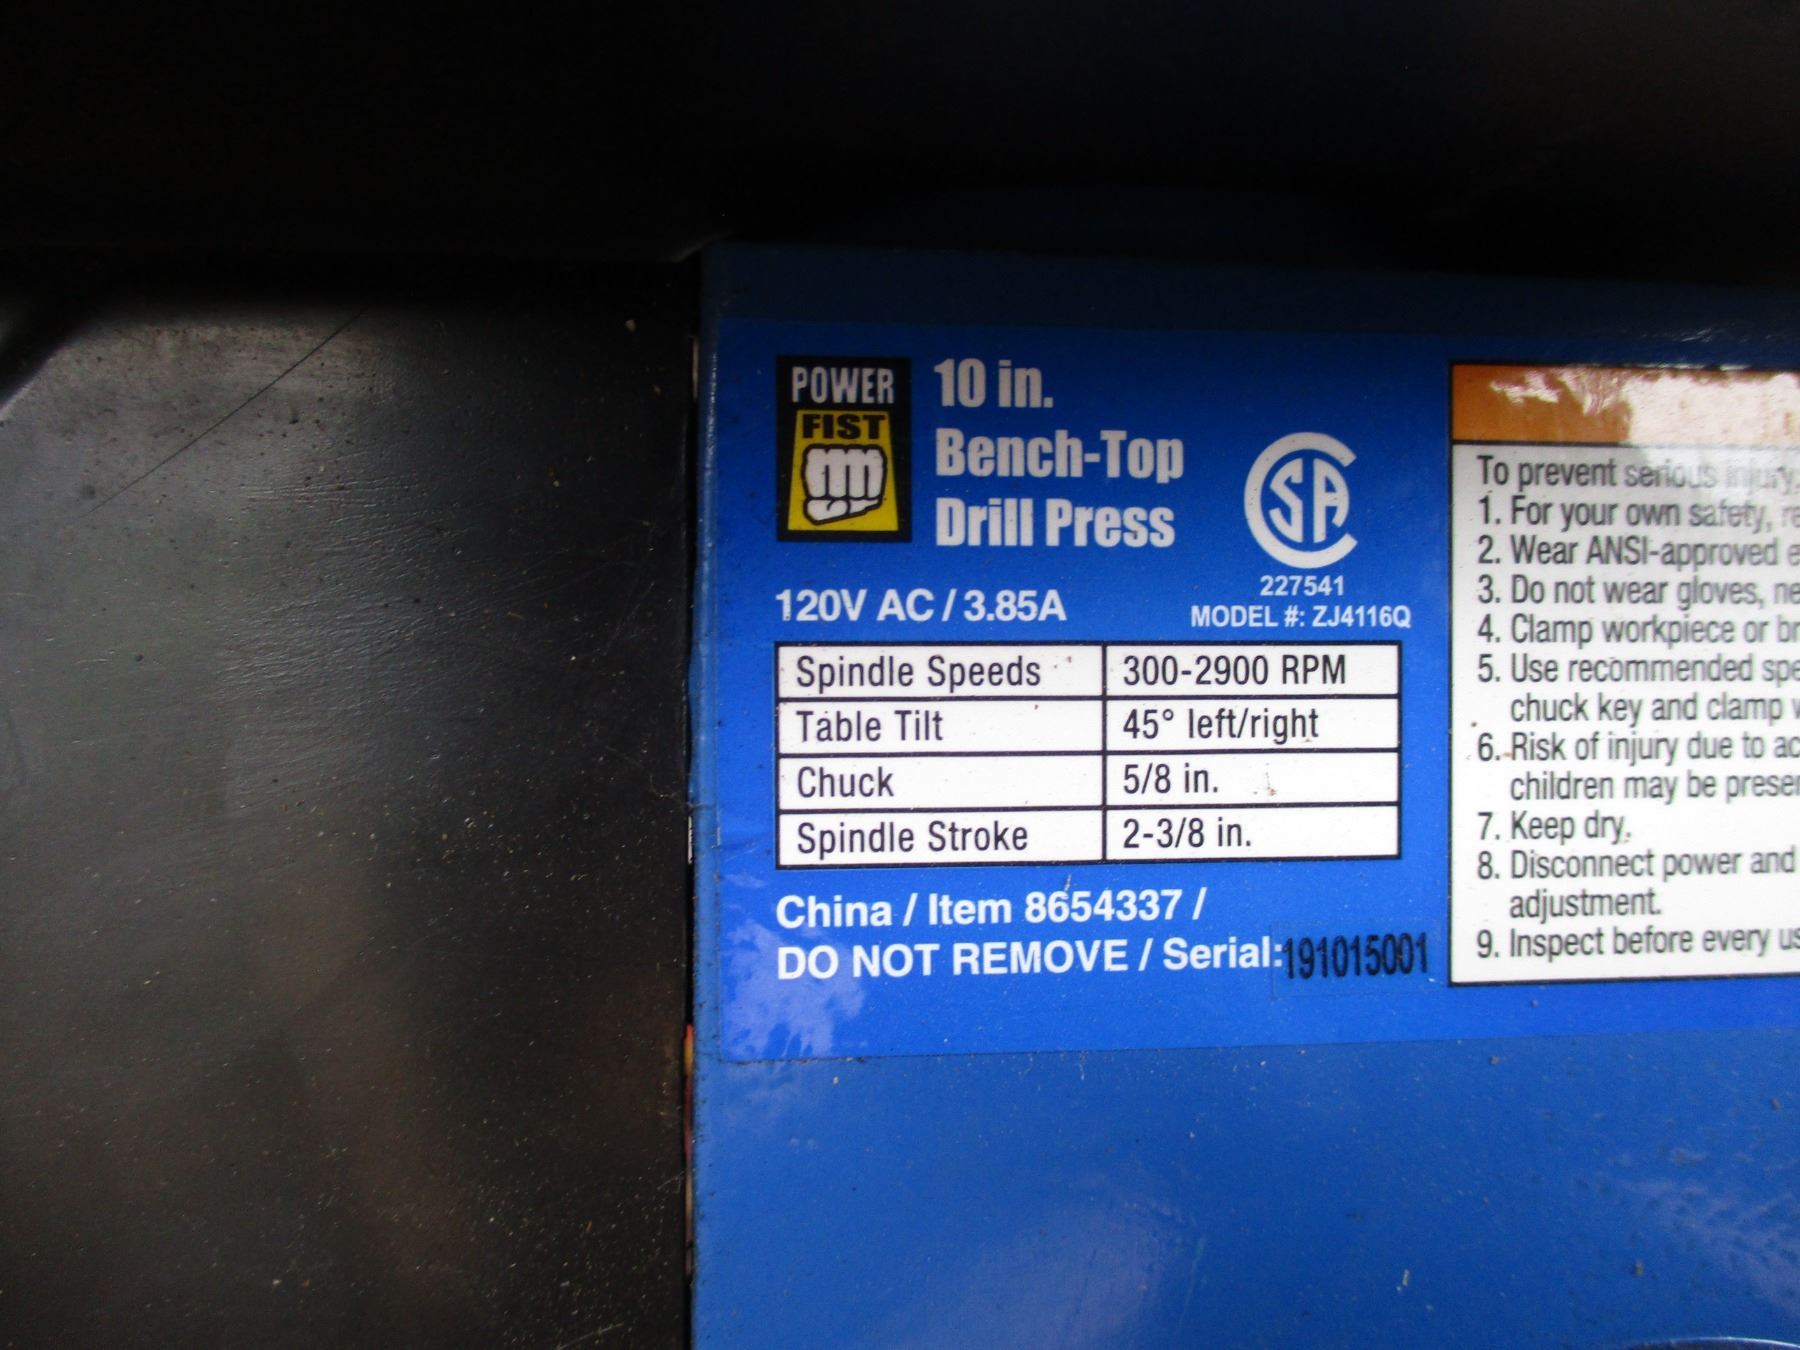 POWER
FIST
10 in.
Bench-Top
Drill Press
CSA
227541
120V AC / 3.85A
MODEL #: ZJ4116Q
Spindle Speeds 300-2900 RPM
Table Tilt 45° left/right
Chuck 5/8 in.
Spindle Stroke 2-3/8 in.
China / Item 8654337 /
DO NOT REMOVE / Serial:191015001
To prevent serious injury,
1. For your own safety,
2. Wear ANSI-approved
3. Do not wear gloves,
4. Clamp workpiece or
5. Use recommended
chuck key and clamp
6. Risk of injury due to
children may be
7. Keep dry.
8. Disconnect power and
adjustment.
9. Inspect before every